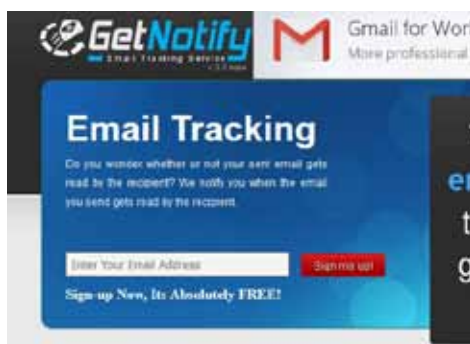 GetNotify
Email Tracking Service
Gmail for Wor
More professional
Email Tracking
Do you wonder whether or not your sent email gets
read by the recipient? We notify you when the email
you send gets read by the recipient.
Enter Your Email Address
Sign me up!
Sign-up Now, Its Absolutely FREE!
e
t
g